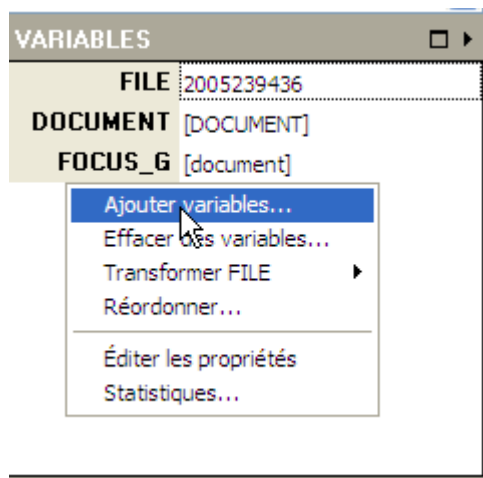 VARIABLES
FILE 2005239436
DOCUMENT [DOCUMENT]
FOCUS_G [document]
Ajouter variables...
Effacer des variables...
Transformer FILE
Réordonner...
Éditer les propriétés
Statistiques...